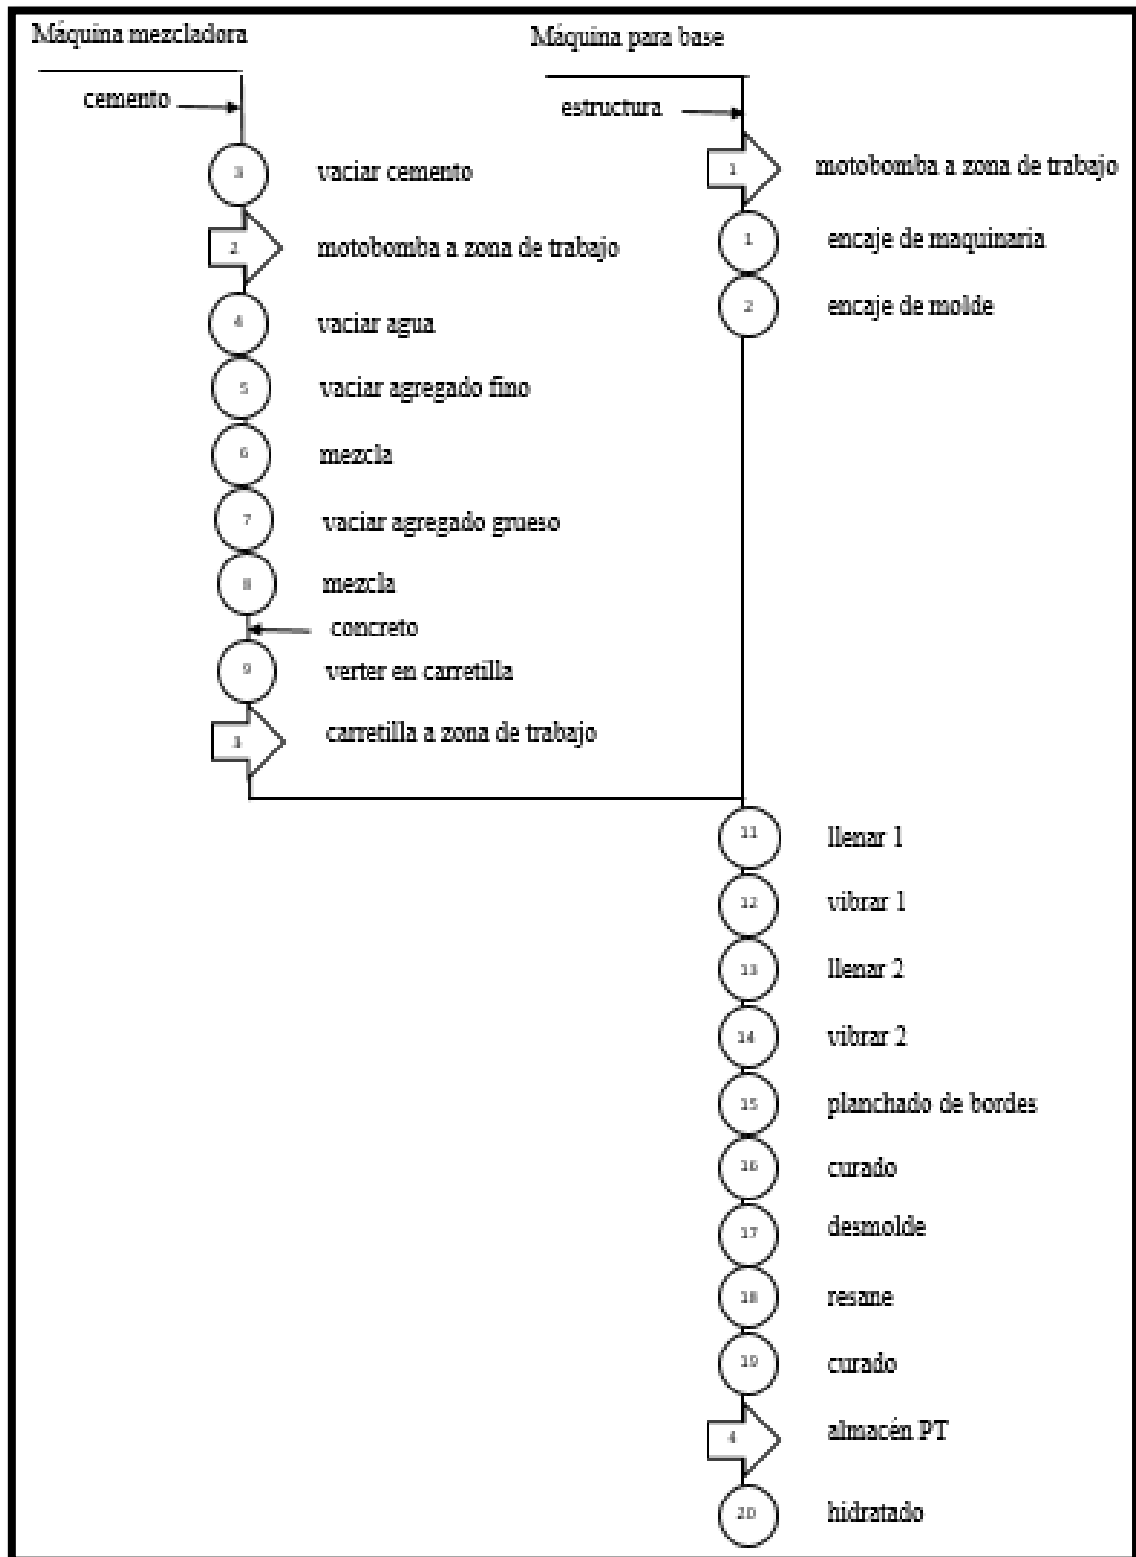 Máquina mezcladora
cemento
3 vaciar cemento
2 motobomba a zona de trabajo
4 vaciar agua
5 vaciar agregado fino
6 mezcla
7 vaciar agregado grueso
8 mezcla
concreto
9 verter en carretilla
carretilla a zona de trabajo
Máquina para base
estructura
1 motobomba a zona de trabajo
1 encaje de maquinaria
2 encaje de molde
11 llenar 1
12 vibrar 1
13 llenar 2
14 vibrar 2
15 planchado de bordes
16 curado
17 desmolde
18 resane
19 curado
4 almacén PT
20 hidratado